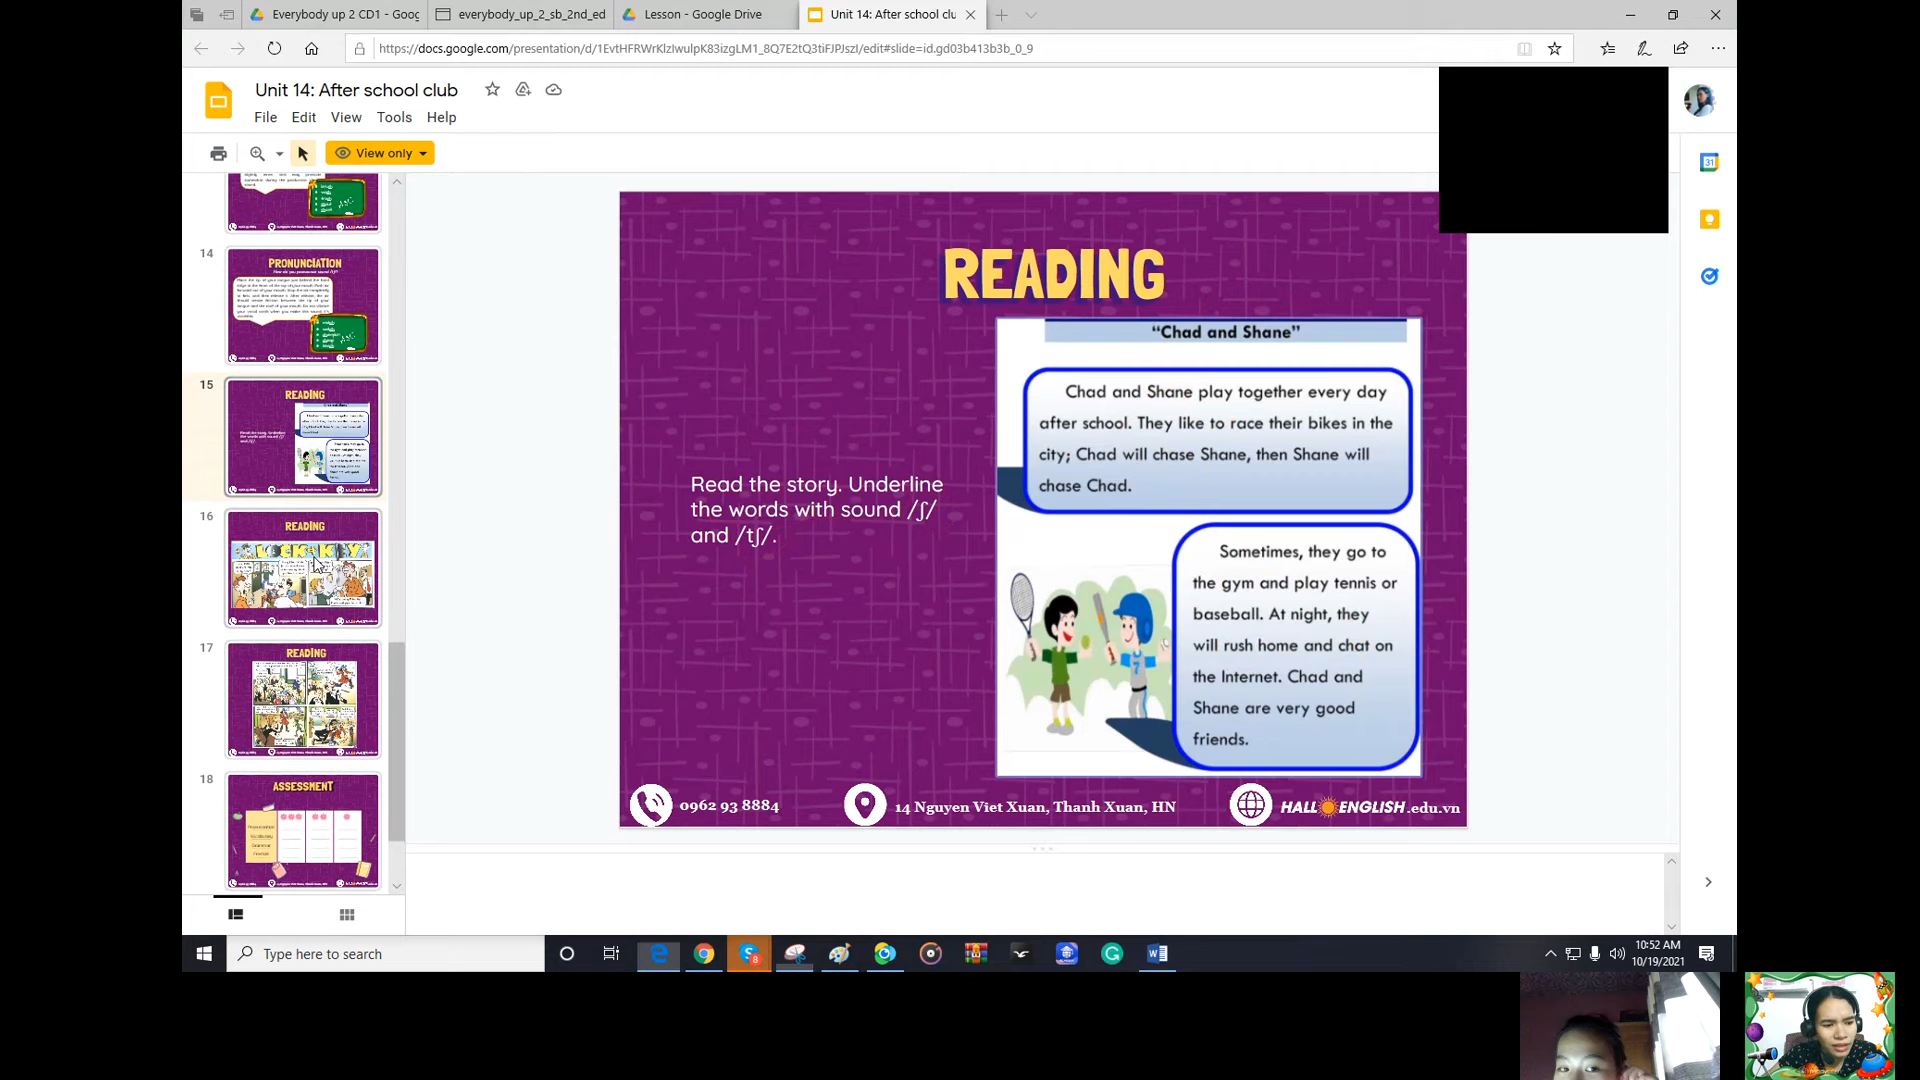 Everybody up 2 CD1 - Goog
everybody_up_2_sb_2nd_ed
Lesson - Google Drive
Unit 14: After school clu
https://docs.google.com/presentation/d/1EvtHFRWrKlzIwulpK83izgLM1_8Q7E2tQ3tiFJPJszI/edit#slide=id.gd03b413b3b_0_9
Unit 14: After school club
File Edit View Tools Help
View only
14
PRONUNCIATION
15
READING
16
READING
LOCK KEY
17
READING
18
ASSESSMENT
READING
Read the story. Underline
the words with sound /ʃ/
and /tʃ/.
"Chad and Shane"
Chad and Shane play together every day
after school. They like to race their bikes in the
city; Chad will chase Shane, then Shane will
chase Chad.
Sometimes, they go to
the gym and play tennis or
baseball. At night, they
will rush home and chat on
the Internet. Chad and
Shane are very good
friends.
0962 93 8884
14 Nguyen Viet Xuan, Thanh Xuan, HN
HALL ENGLISH.edu.vn
31
Type here to search
8
10:52 AM
10/19/2021